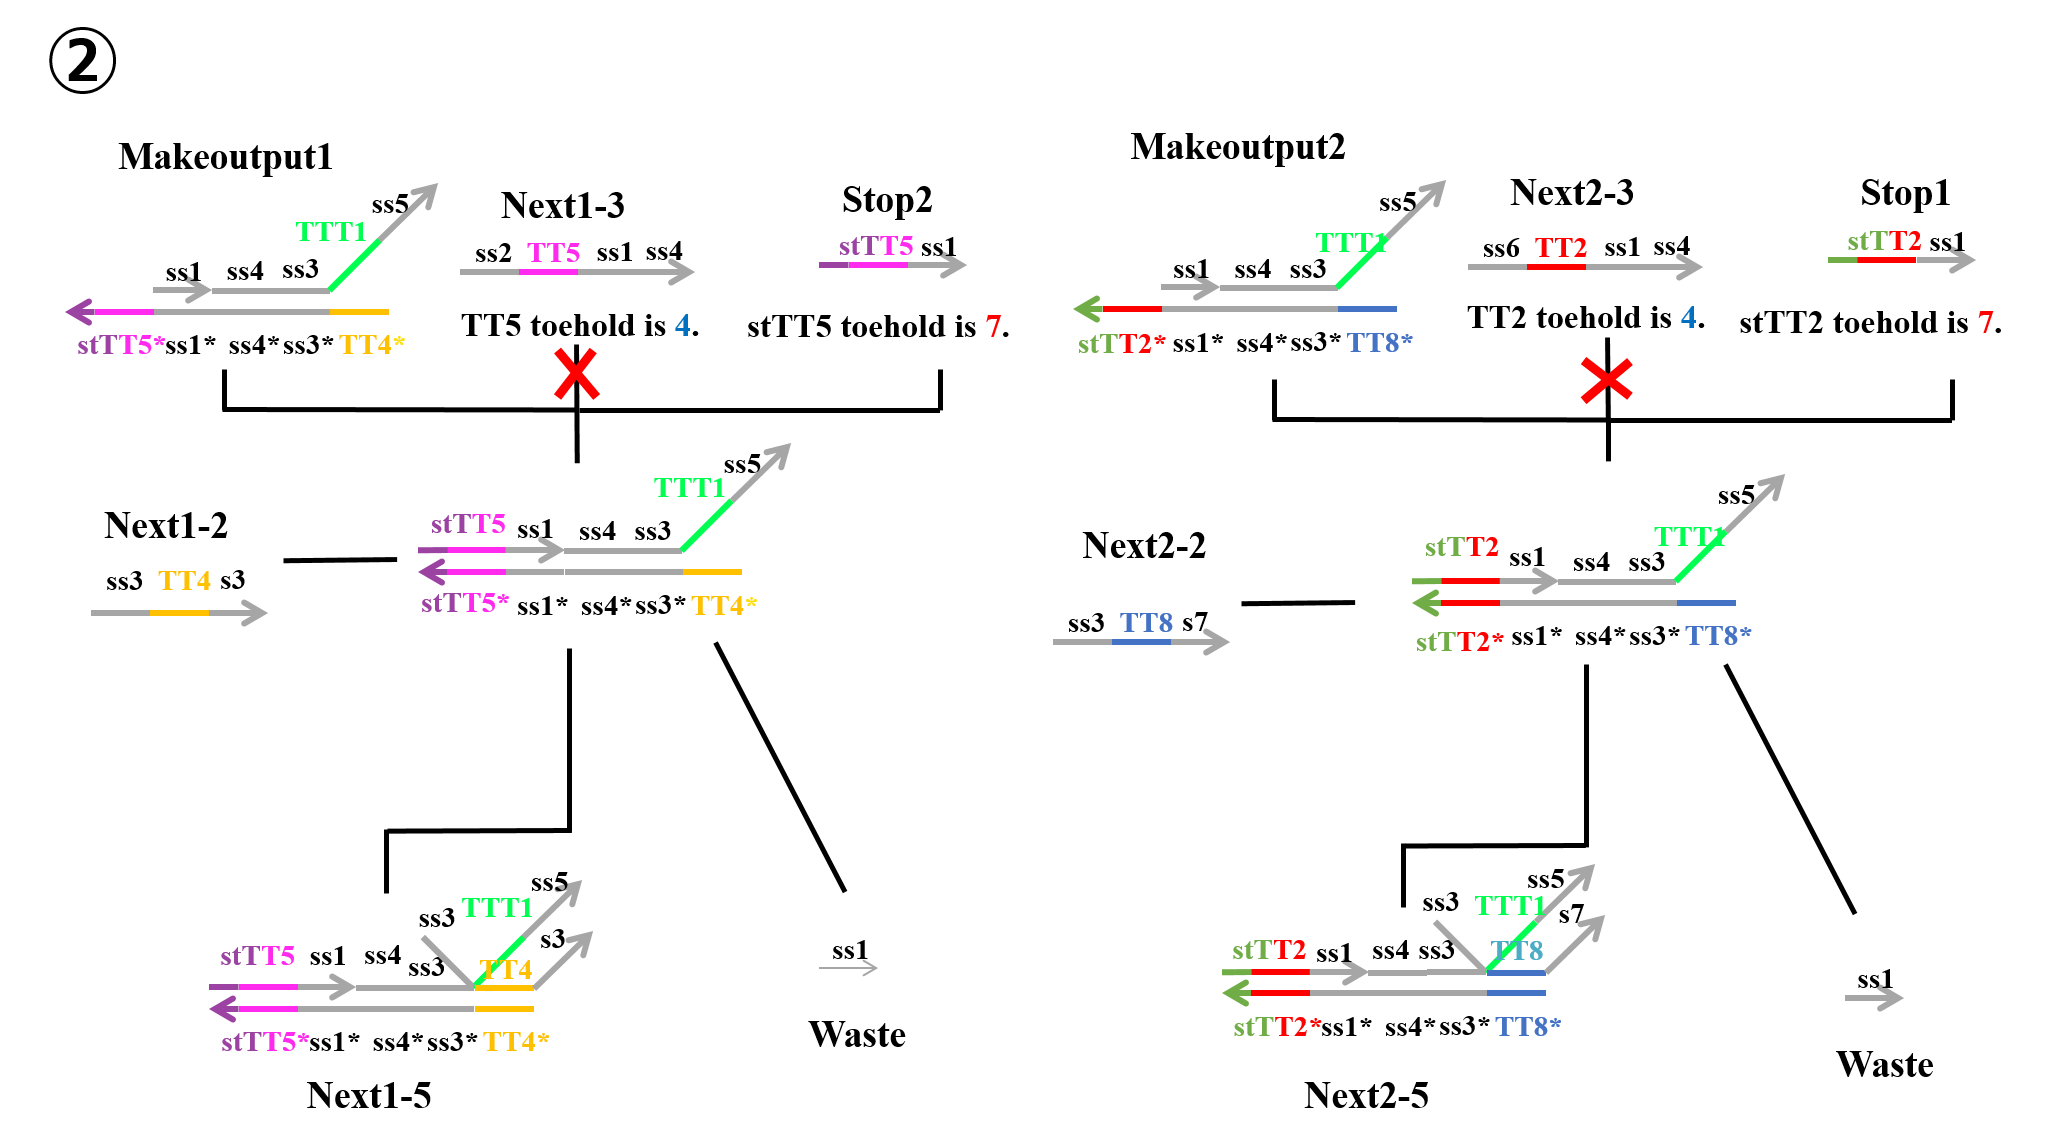 ②
Makeoutput1
ss5
TTT1
ss1 ss4 ss3
stTT5* ss1* ss4* ss3* TT4*
Next1-3
ss2 TT5 ss1 ss4
TT5 toehold is 4.
Stop2
stTT5 ss1
stTT5 toehold is 7.
Makeoutput2
ss5
TTT1
ss1 ss4 ss3
stTT2* ss1* ss4* ss3* TT8*
Next2-3
ss6 TT2 ss1 ss4
TT2 toehold is 4.
Stop1
stTT2 ss1
stTT2 toehold is 7.
Next1-2
ss3 TT4 s3
ss5
TTT1
stTT5 ss1 ss4 ss3
stTT5* ss1* ss4* ss3* TT4*
Next2-2
ss3 TT8 s7
ss5
TTT1
stTT2 ss1 ss4 ss3
stTT2* ss1* ss4* ss3* TT8*
ss5
ss3 TTT1
s3
stTT5 ss1 ss4 ss3 TT4
stTT5* ss1* ss4* ss3* TT4*
Next1-5
ss1
Waste
ss5
ss3 TTT1 s7
stTT2 ss1 ss4 ss3 TT8
stTT2* ss1* ss4* ss3* TT8*
Next2-5
ss1
Waste